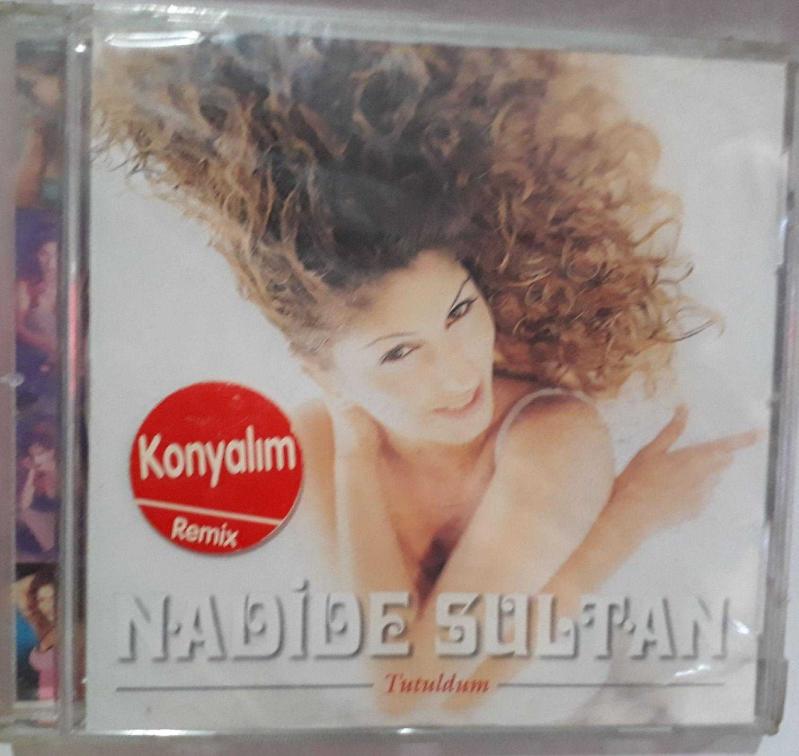 Konyalım
Remix
NADİDE SULTAN
Tutuldum